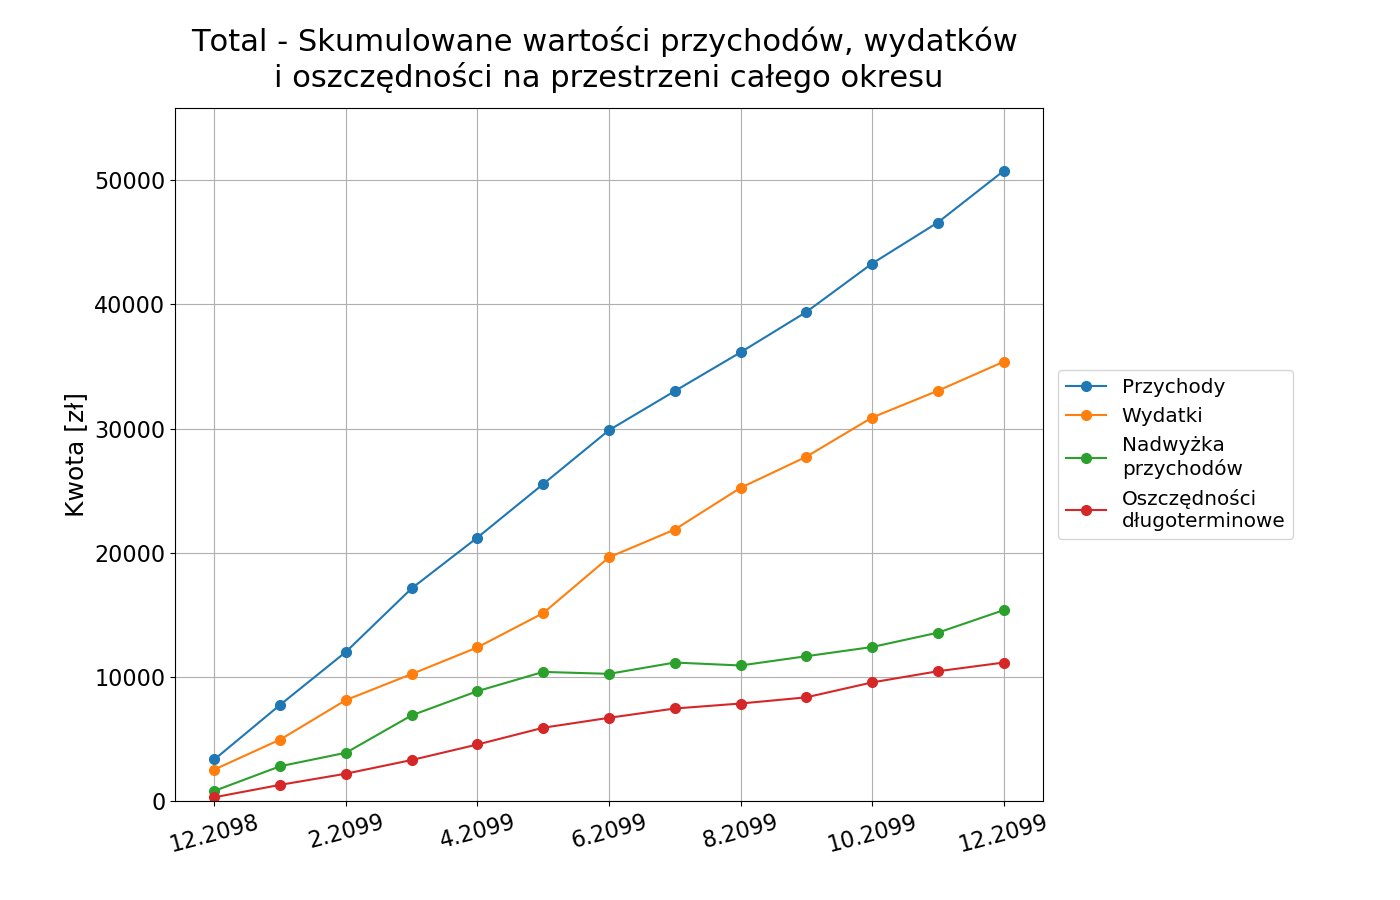 Total - Skumulowane wartości przychodów, wydatków
i oszczędności na przestrzeni całego okresu
Kwota [zł]
50000
40000
30000
20000
10000
0
12.2098
2.2099
4.2099
6.2099
8.2099
10.2099
12.2099
Przychody
Wydatki
Nadwyżka
przychodów
Oszczędności
długoterminowe